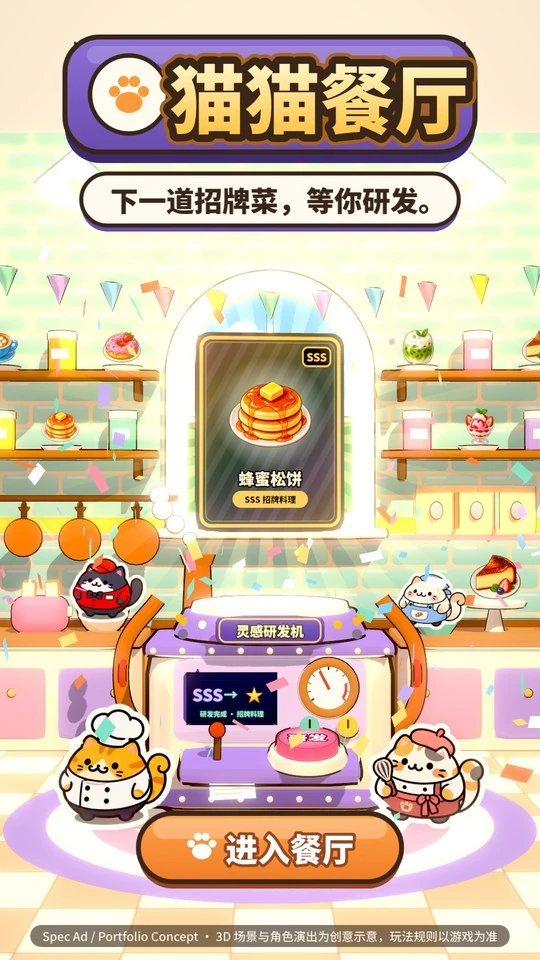 猫猫餐厅
下一道招牌菜，等你研发。
SSS
蜂蜜松饼
SSS 招牌料理
灵感研发机
SSS→★
研发完成 · 招牌料理
研发
进入餐厅
Spec Ad / Portfolio Concept · 3D 场景与角色演出为创意示意，玩法规则以游戏为准